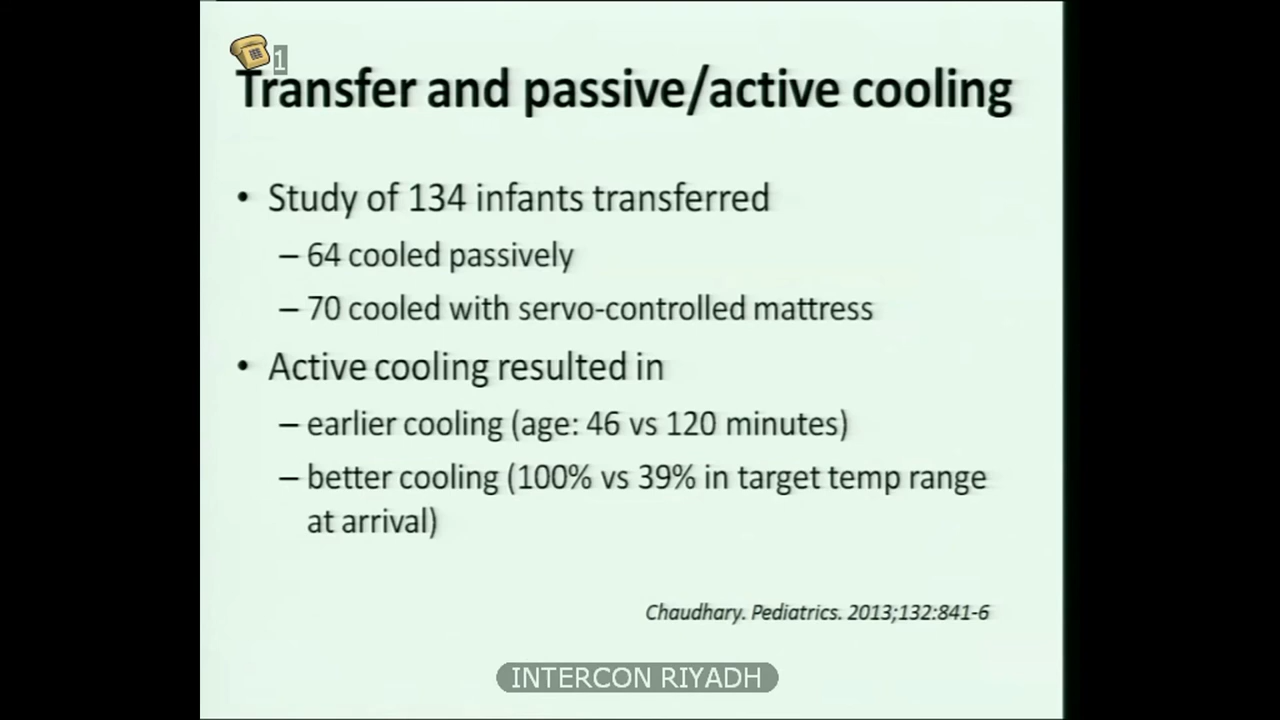 1
Transfer and passive/active cooling
• Study of 134 infants transferred
– 64 cooled passively
– 70 cooled with servo-controlled mattress
• Active cooling resulted in
– earlier cooling (age: 46 vs 120 minutes)
– better cooling (100% vs 39% in target temp range
at arrival)
Chaudhary. Pediatrics. 2013;132:841-6
INTERCON RIYADH